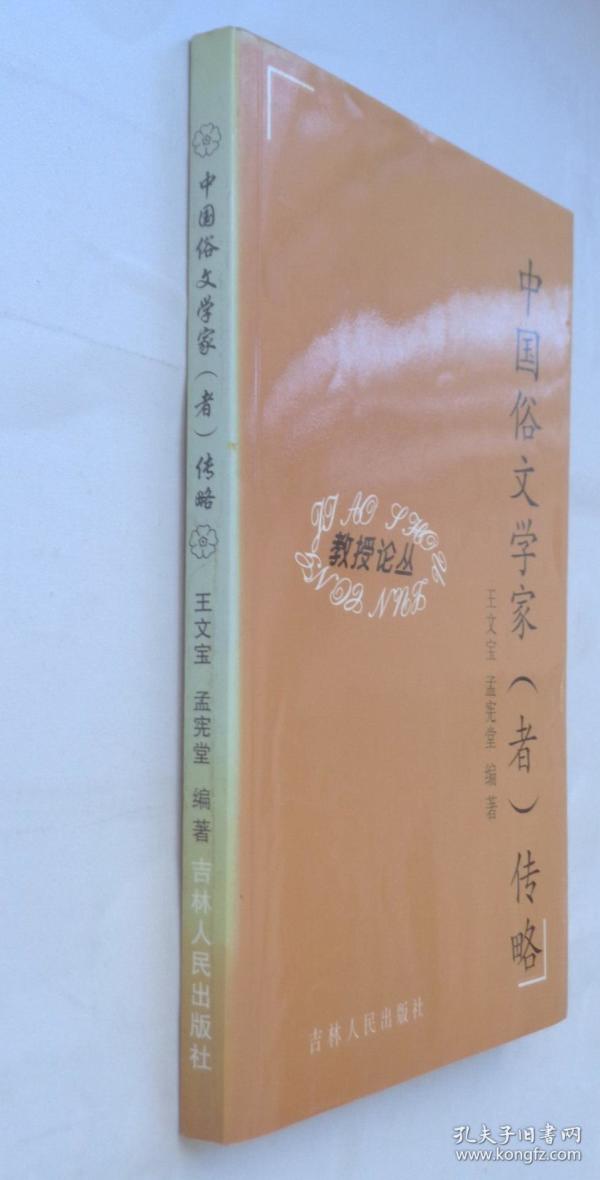 中国俗文学家（者）传略
王文宝 孟宪堂 编著
吉林人民出版社
中国俗文学家（者）传略
王文宝 孟宪堂 编著
JIAO SHOU
教授论丛
LUN CONG
吉林人民出版社
孔夫子旧书网
www.kongfz.com